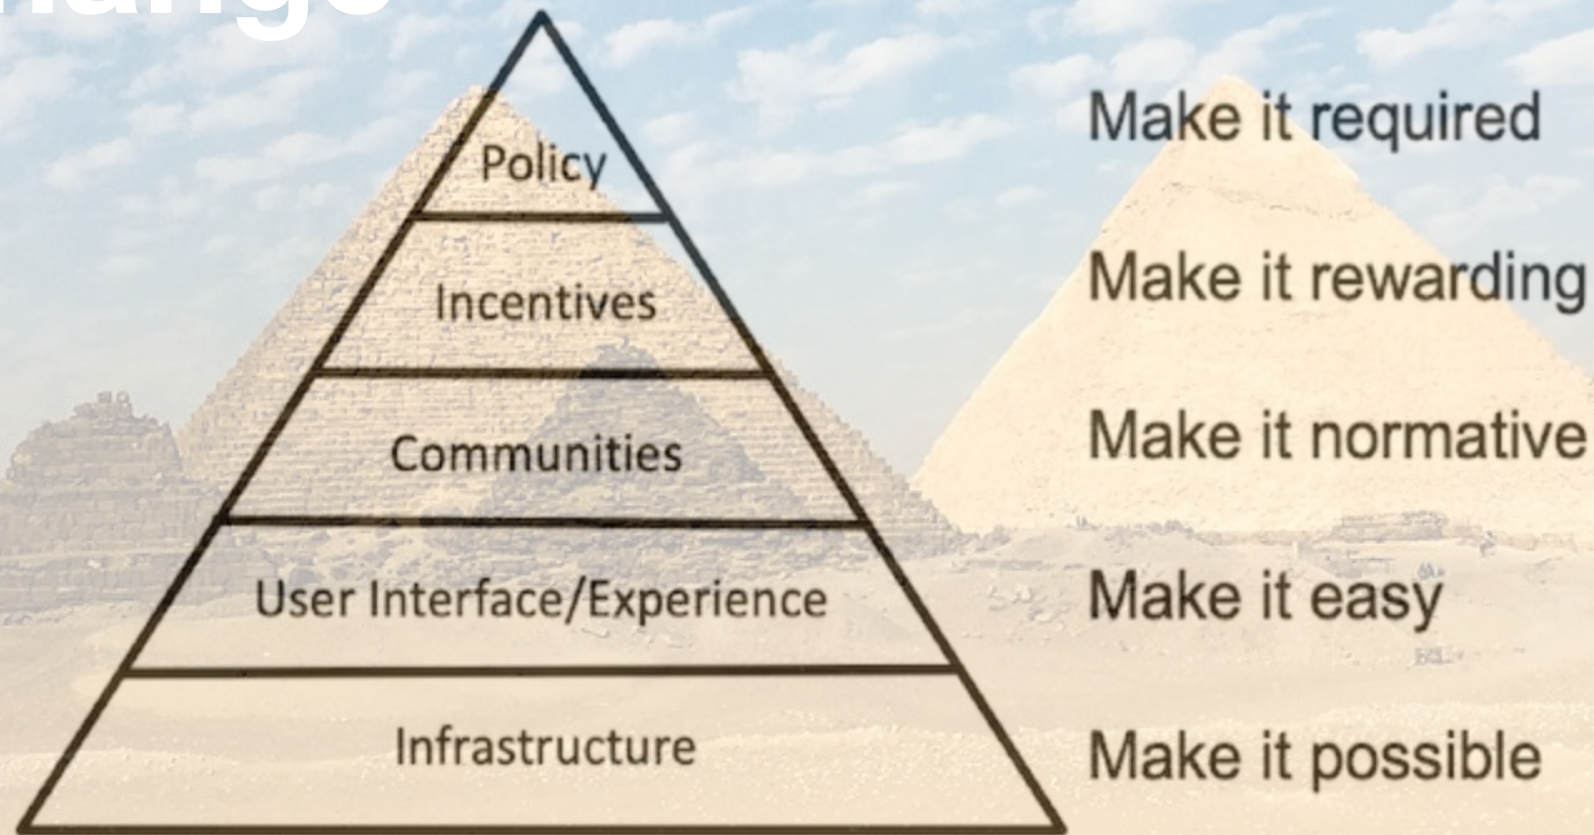 Policy
Make it required
Incentives
Make it rewarding
Communities
Make it normative
User Interface/Experience
Make it easy
Infrastructure
Make it possible